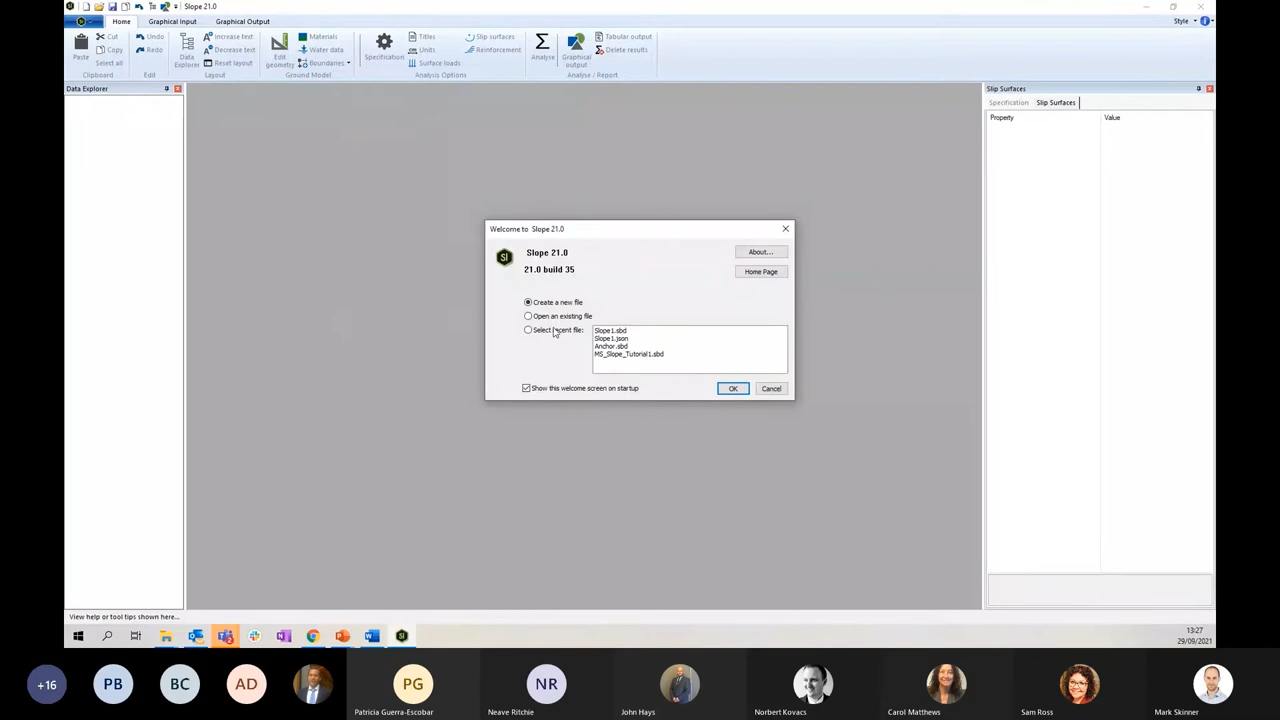 Slope 21.0
Home
Graphical Input
Graphical Output
Style
Paste
Cut
Copy
Select all
Clipboard
Undo
Redo
Edit
Data Explorer
Increase text
Decrease text
Reset layout
Layout
Edit geometry
Materials
Water data
Boundaries
Ground Model
Specification
Titles
Units
Surface loads
Slip surfaces
Reinforcement
Analysis Options
Analyse
Graphical output
Tabular output
Delete results
Analyse / Report
Data Explorer
Slip Surfaces
Specification
Slip Surfaces
Property
Value
Welcome to Slope 21.0
SI
Slope 21.0
21.0 build 35
About...
Home Page
Create a new file
Open an existing file
Select recent file:
Slope1.sbd
Slope1.json
Anchor.sbd
MS_Slope_Tutorial1.sbd
Show this welcome screen on startup
OK
Cancel
View help or tool tips shown here...
13:27
29/09/2021
+16
PB
BC
AD
PG
Patricia Guerra-Escobar
NR
Neave Ritchie
John Hays
Norbert Kovacs
Carol Matthews
Sam Ross
Mark Skinner